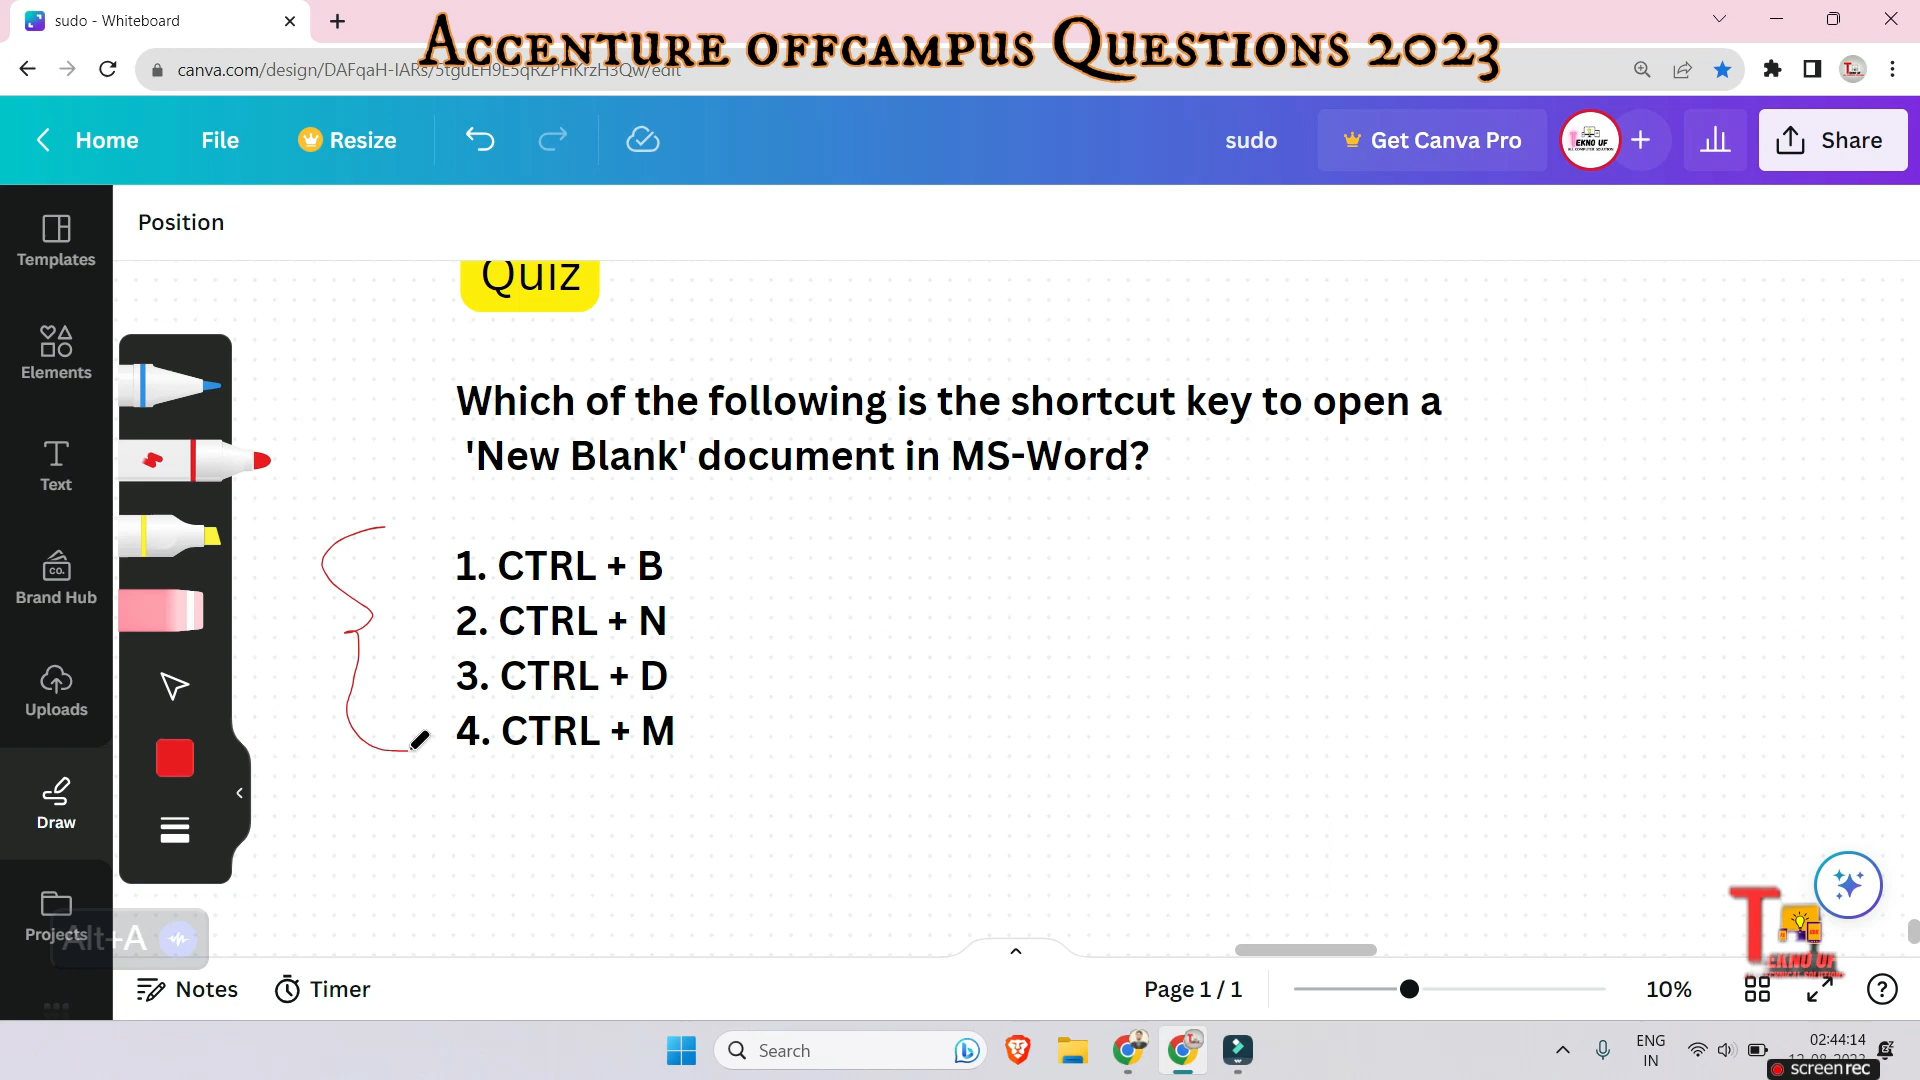 sudo - Whiteboard
Accenture offcampus Questions 2023
canva.com/design/DAFqaH-IARs/5tguEH9E5qRZPFiKrzH3Qw/edit
Home File Resize sudo Get Canva Pro Share
Position
Templates
Elements
Text
Brand Hub
Uploads
Draw
Projects
Alt+A
Quiz
Which of the following is the shortcut key to open a
'New Blank' document in MS-Word?
1. CTRL + B
2. CTRL + N
3. CTRL + D
4. CTRL + M
Notes Timer Page 1 / 1 10%
Search
ENG
IN
02:44:14
screenrec